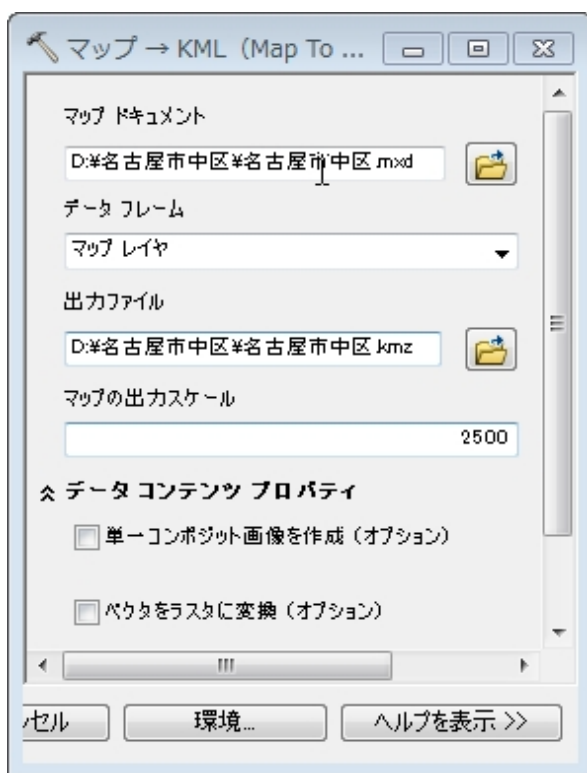 マップ → KML (Map To ...
マップ ドキュメント
D:¥名古屋市中区¥名古屋市中区.mxd
データ フレーム
マップ レイヤ
出力ファイル
D:¥名古屋市中区¥名古屋市中区.kmz
マップの出力スケール
2500
データ コンテンツ プロパティ
単一コンポジット画像を作成 (オプション)
ベクタをラスタに変換 (オプション)
セル
環境...
ヘルプを表示 >>